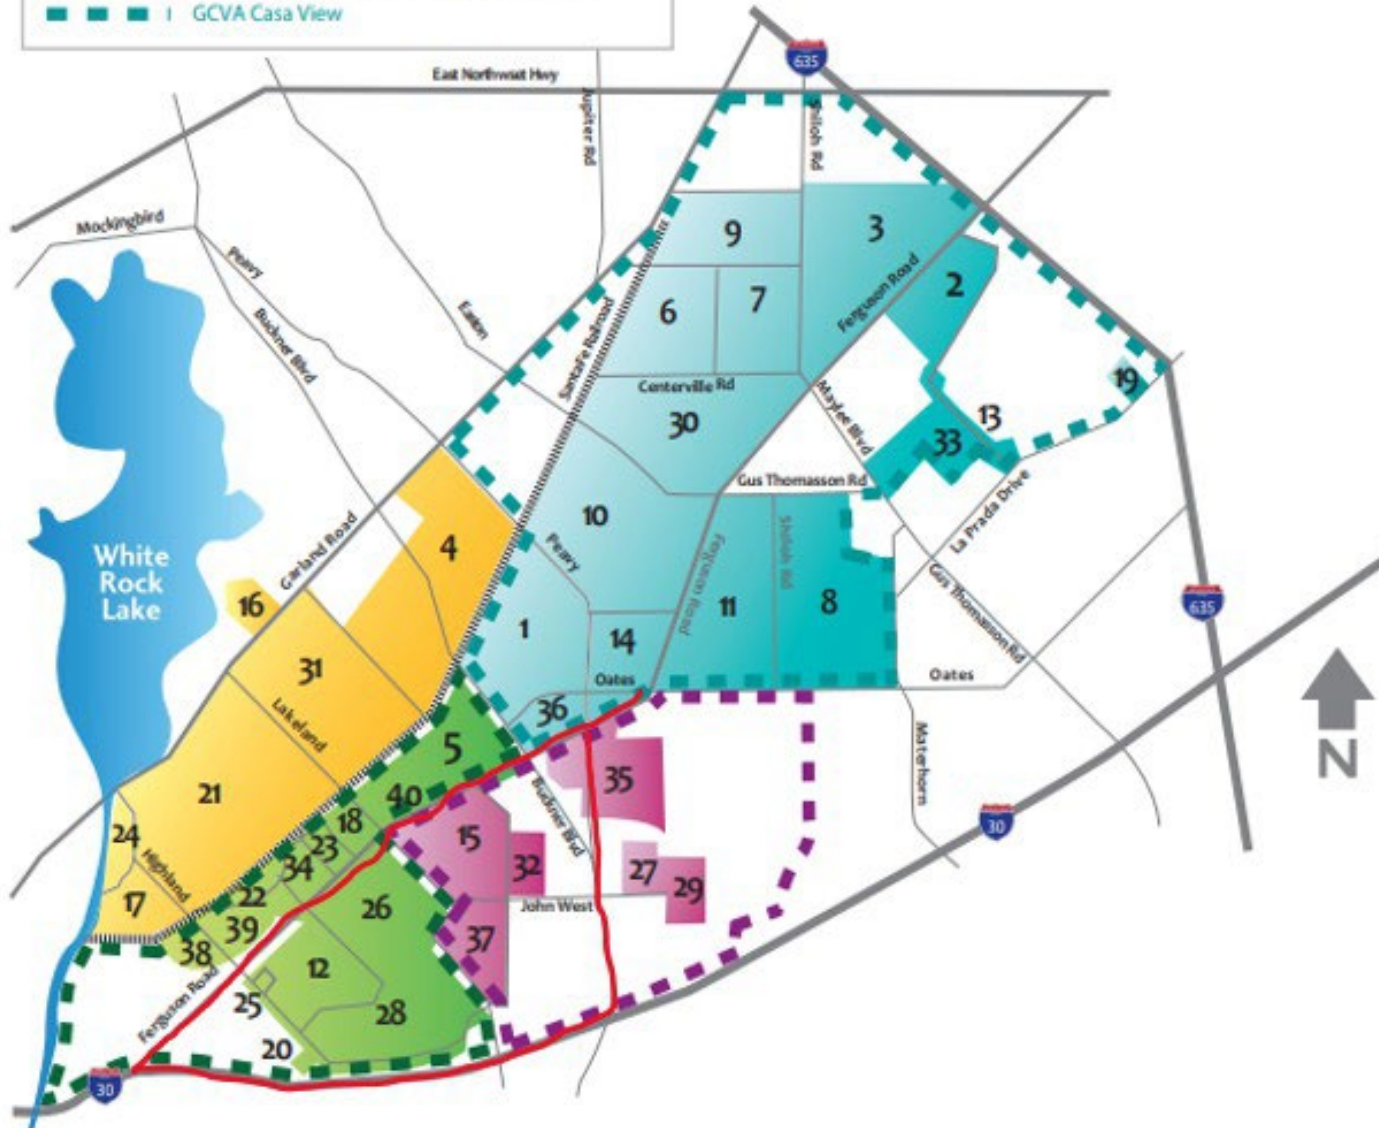 GCVA Casa View
635
East Northwset Hwy
Jupiter Rd
Shiloh Rd
Mockingbird
Peavy
Buckner Blvd
Easton
SantaFe Railroad
9
3
2
6
7
Ferguson Road
Centerville Rd
19
30
Maylee Blvd
13
33
Gus Thomasson Rd
La Prada Drive
10
4
Garland Road
White
Rock
Lake
Peavy
Ferguson Road
Shiloh Rd
16
1
14
11
8
Gus Thomasson Rd
635
31
Oates
Oates
Lakeland
36
5
35
Materhorn
N
21
40
Buckner Blvd
30
24
18
15
23
34
32
27
29
Highland
22
17
26
John West
39
38
37
12
Ferguson Road
25
28
20
30